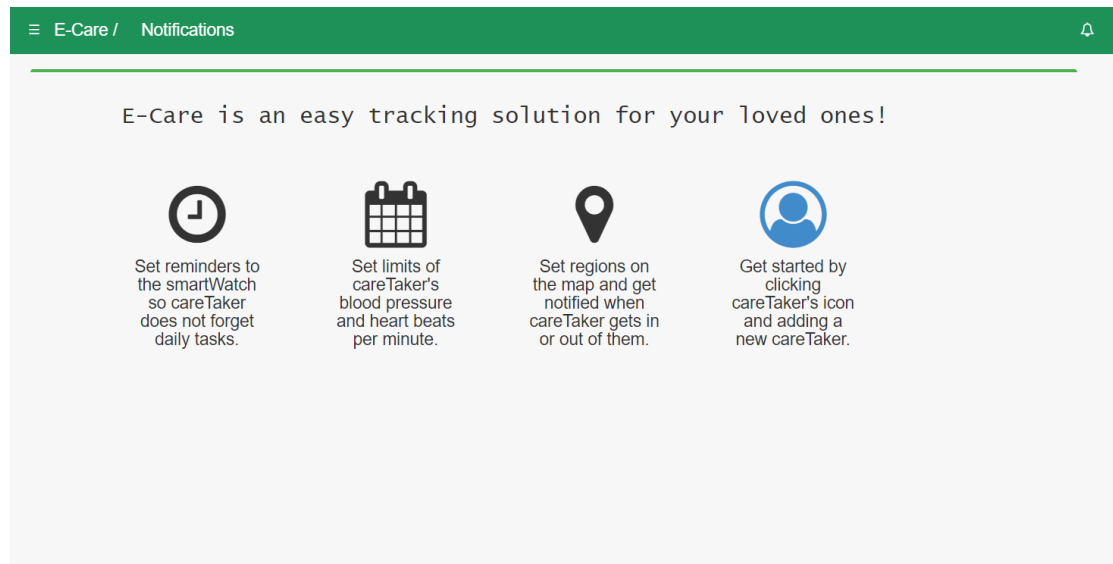 E-Care / Notifications
E-Care is an easy tracking solution for your loved ones!
Set reminders to
the smartWatch
so careTaker
does not forget
daily tasks.
Set limits of
careTaker's
blood pressure
and heart beats
per minute.
Set regions on
the map and get
notified when
careTaker gets in
or out of them.
Get started by
clicking
careTaker's icon
and adding a
new careTaker.